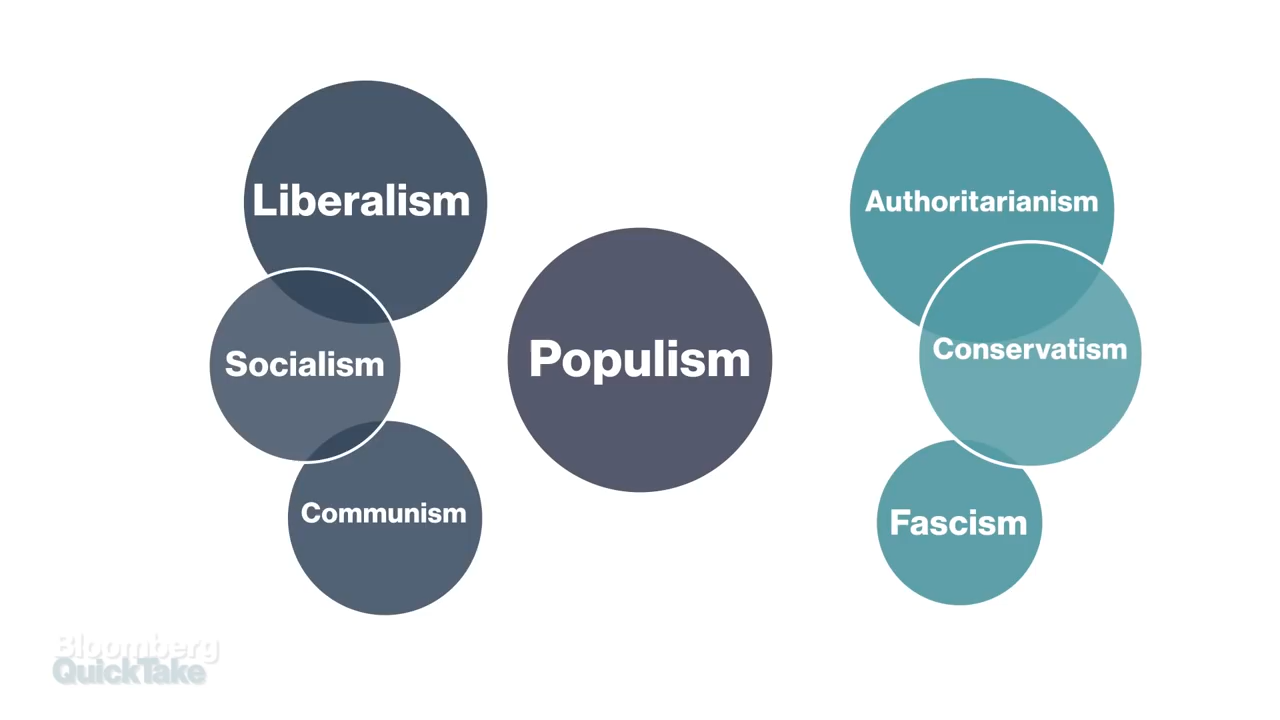 Liberalism
Authoritarianism
Populism
Socialism
Conservatism
Communism
Fascism
Bloomberg
QuickTake